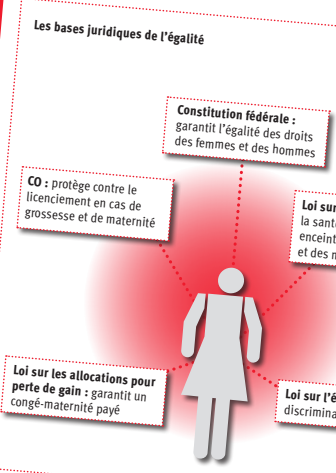 Les bases juridiques de l'égalité
Constitution fédérale :
garantit l'égalité des droits
des femmes et des hommes
CO : protège contre le
licenciement en cas de
grossesse et de maternité
Loi sur
la santé
enceint
et des m
Loi sur les allocations pour
perte de gain : garantit un
congé-maternité payé
Loi sur l'é
discrimina